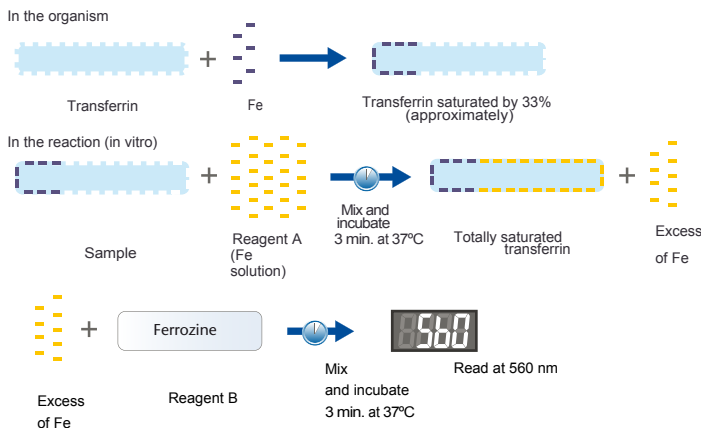 In the organism
Transferrin
Fe
Transferrin saturated by 33%
(approximately)
In the reaction (in vitro)
Sample
Reagent A
(Fe
solution)
Mix and
incubate
3 min. at 37ºC
Totally saturated
transferrin
Excess
of Fe
Excess
of Fe
Ferrozine
Reagent B
Mix
and incubate
3 min. at 37ºC
560
Read at 560 nm